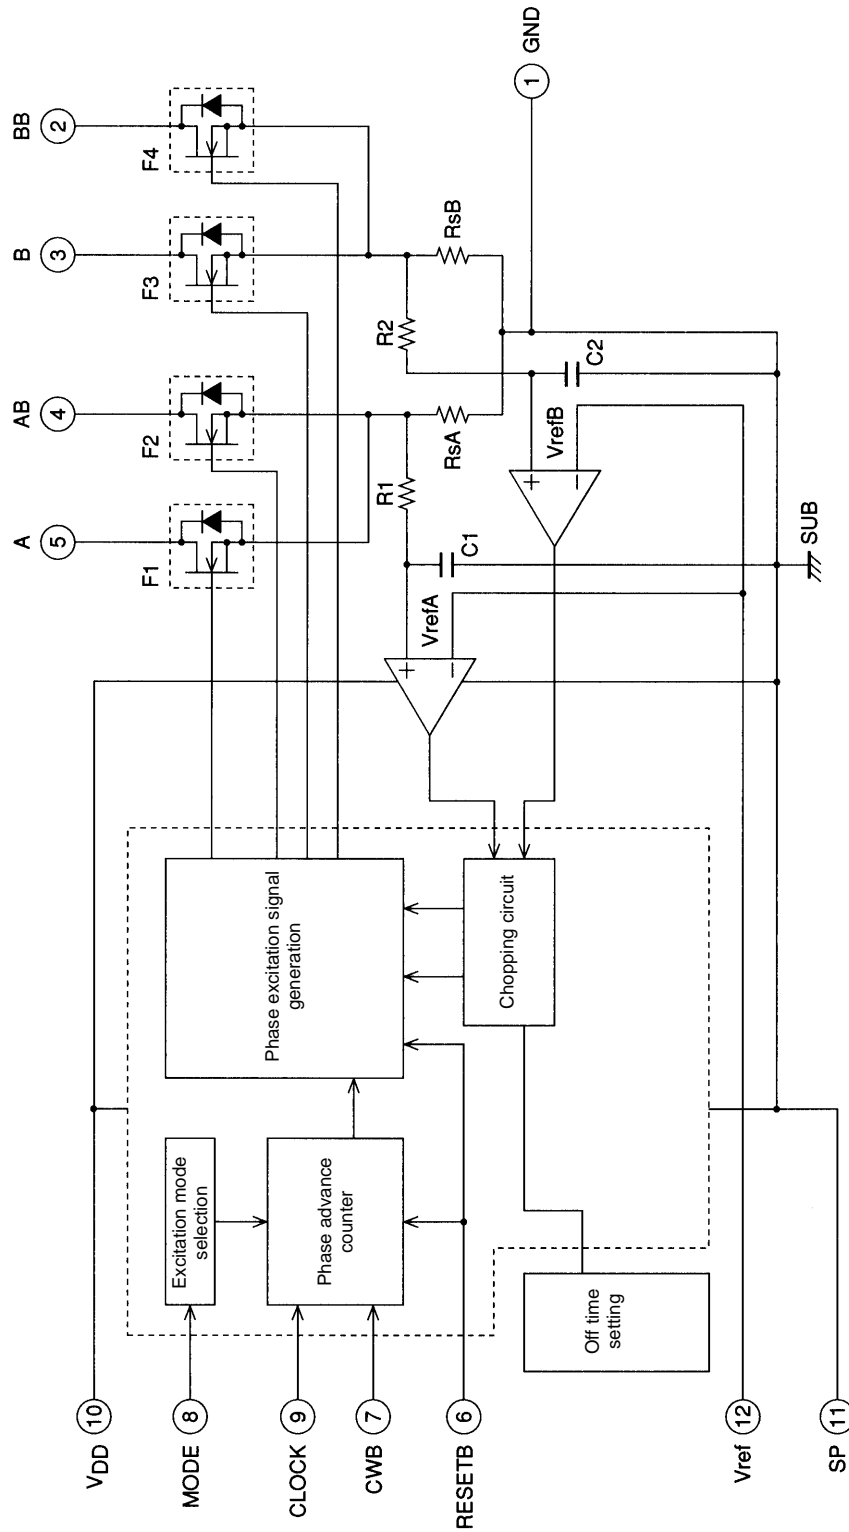 VDD 10
MODE 8
CLOCK 9
CWB 7
RESETB 6
Vref 12
SP 11
Excitation mode
selection
Phase advance
counter
Phase excitation signal
generation
Chopping circuit
Off time
setting
A 5
AB 4
B 3
BB 2
F1
F2
F3
F4
R1
R2
RsA
RsB
C1
C2
VrefA
VrefB
+
−
+
−
GND
1
SUB